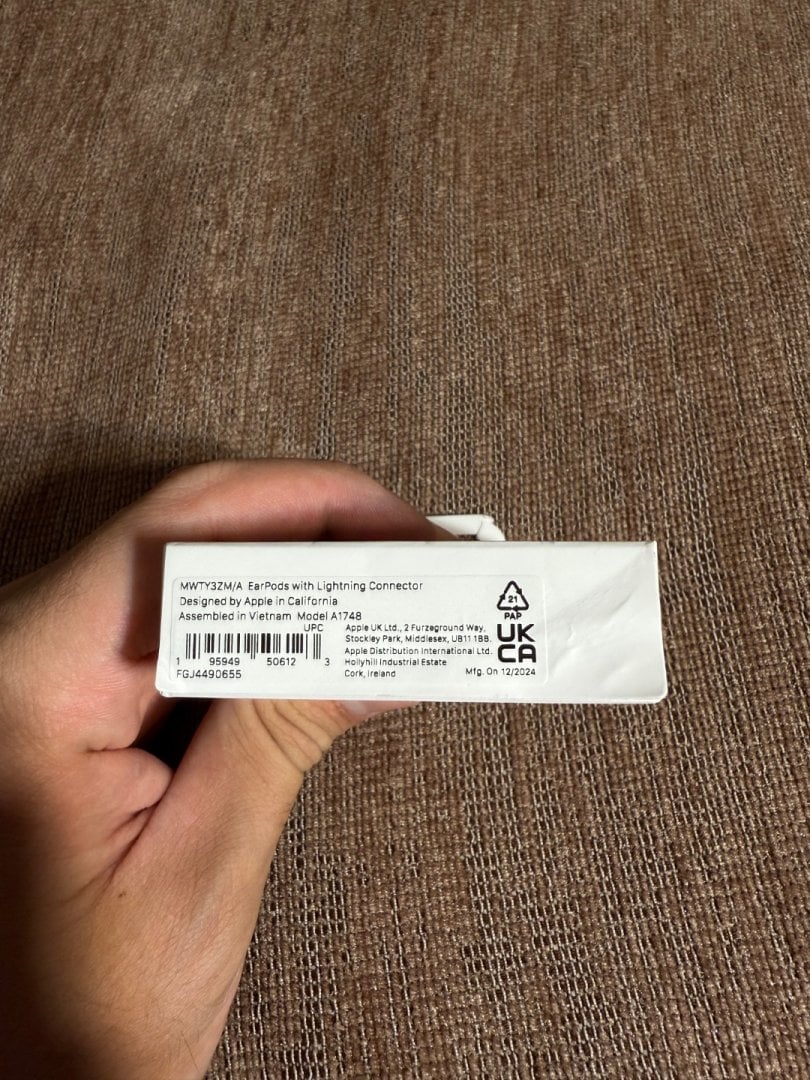 MWTY3ZM/A EarPods with Lightning Connector
Designed by Apple in California
Assembled in Vietnam Model A1748
UPC
1 95949 50612 3
FGJ4490655
Apple UK Ltd., 2 Furzeground Way,
Stockley Park, Middlesex, UB11 1BB.
Apple Distribution International Ltd.
Hollyhill Industrial Estate
Cork, Ireland
21
PAP
UK
CA
Mfg. On 12/2024